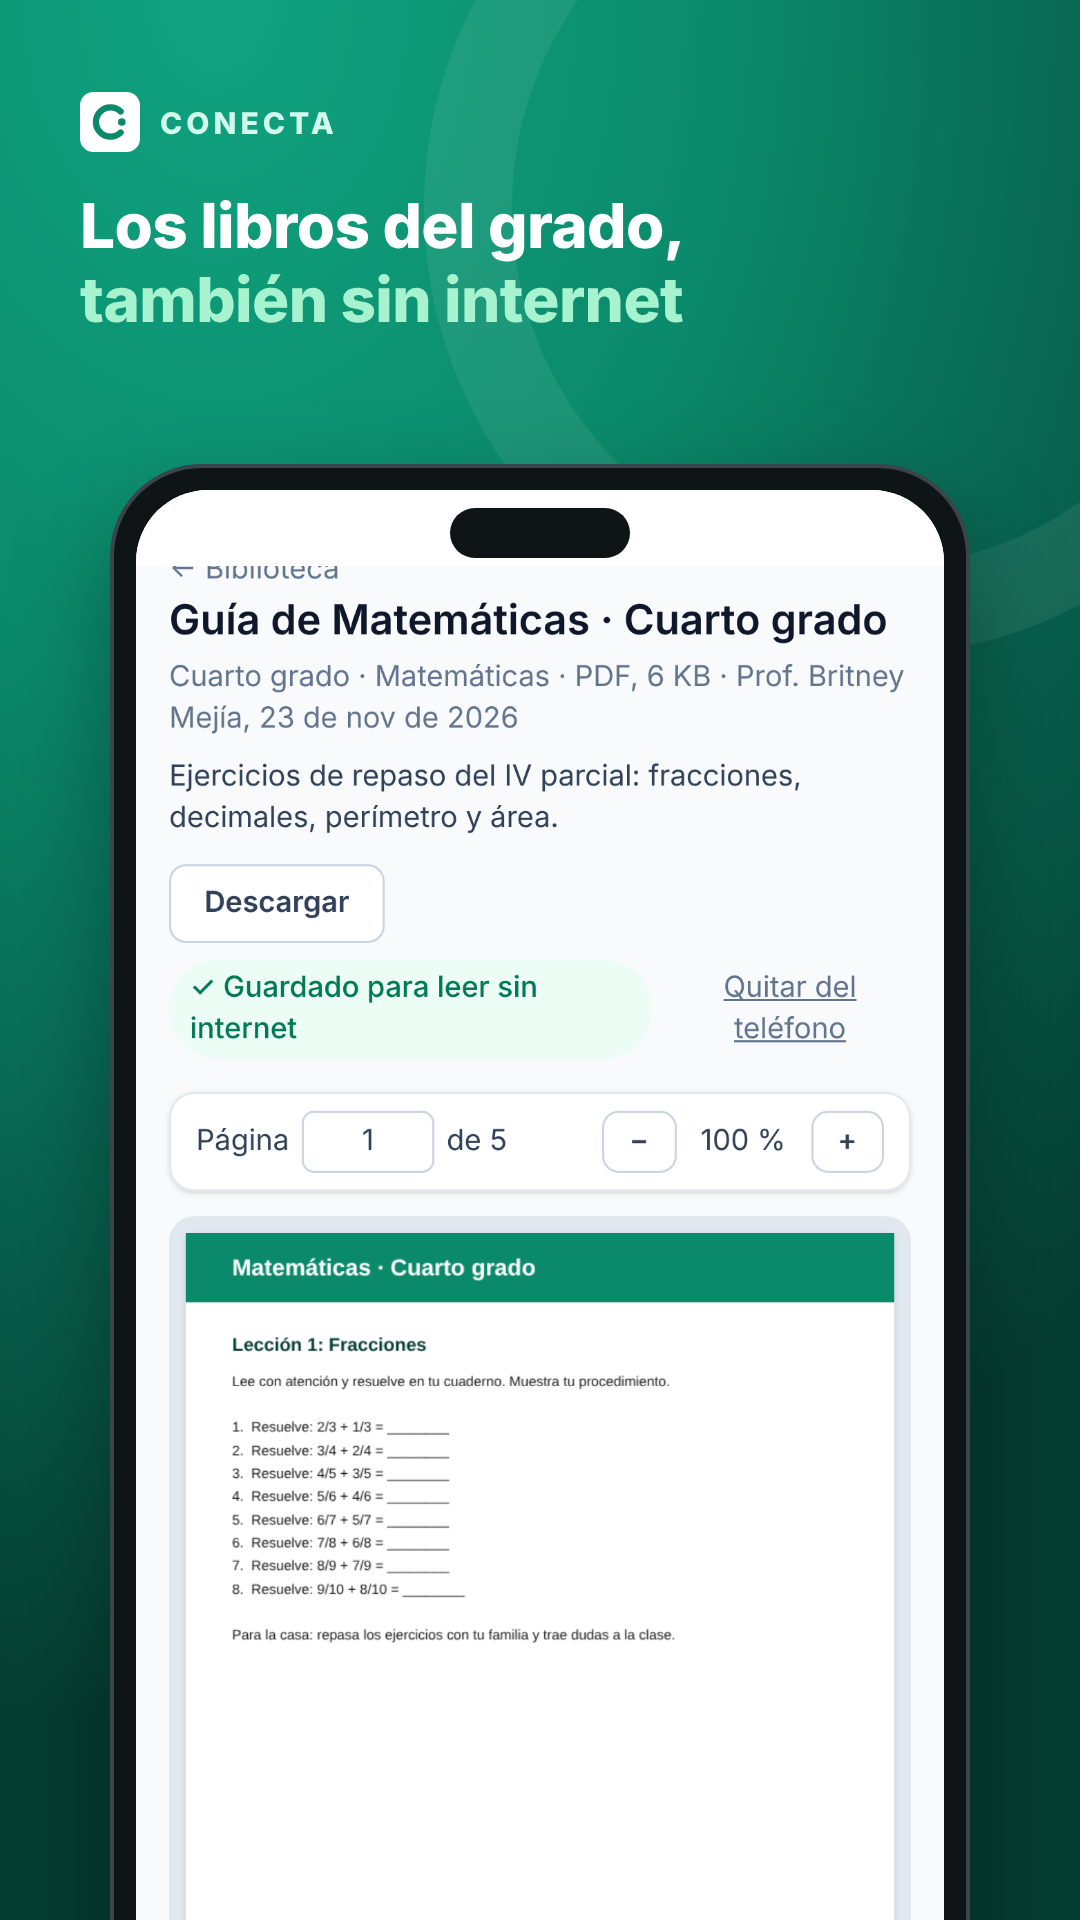 CONECTA
Los libros del grado,
también sin internet
← Biblioteca
Guía de Matemáticas · Cuarto grado
Cuarto grado · Matemáticas · PDF, 6 KB · Prof. Britney
Mejía, 23 de nov de 2026
Ejercicios de repaso del IV parcial: fracciones,
decimales, perímetro y área.
Descargar
✓ Guardado para leer sin
internet
Quitar del
teléfono
Página 1 de 5 − 100 % +
Matemáticas · Cuarto grado
Lección 1: Fracciones
Lee con atención y resuelve en tu cuaderno. Muestra tu procedimiento.
1. Resuelve: 2/3 + 1/3 = ________
2. Resuelve: 3/4 + 2/4 = ________
3. Resuelve: 4/5 + 3/5 = ________
4. Resuelve: 5/6 + 4/6 = ________
5. Resuelve: 6/7 + 5/7 = ________
6. Resuelve: 7/8 + 6/8 = ________
7. Resuelve: 8/9 + 7/9 = ________
8. Resuelve: 9/10 + 8/10 = ________
Para la casa: repasa los ejercicios con tu familia y trae dudas a la clase.